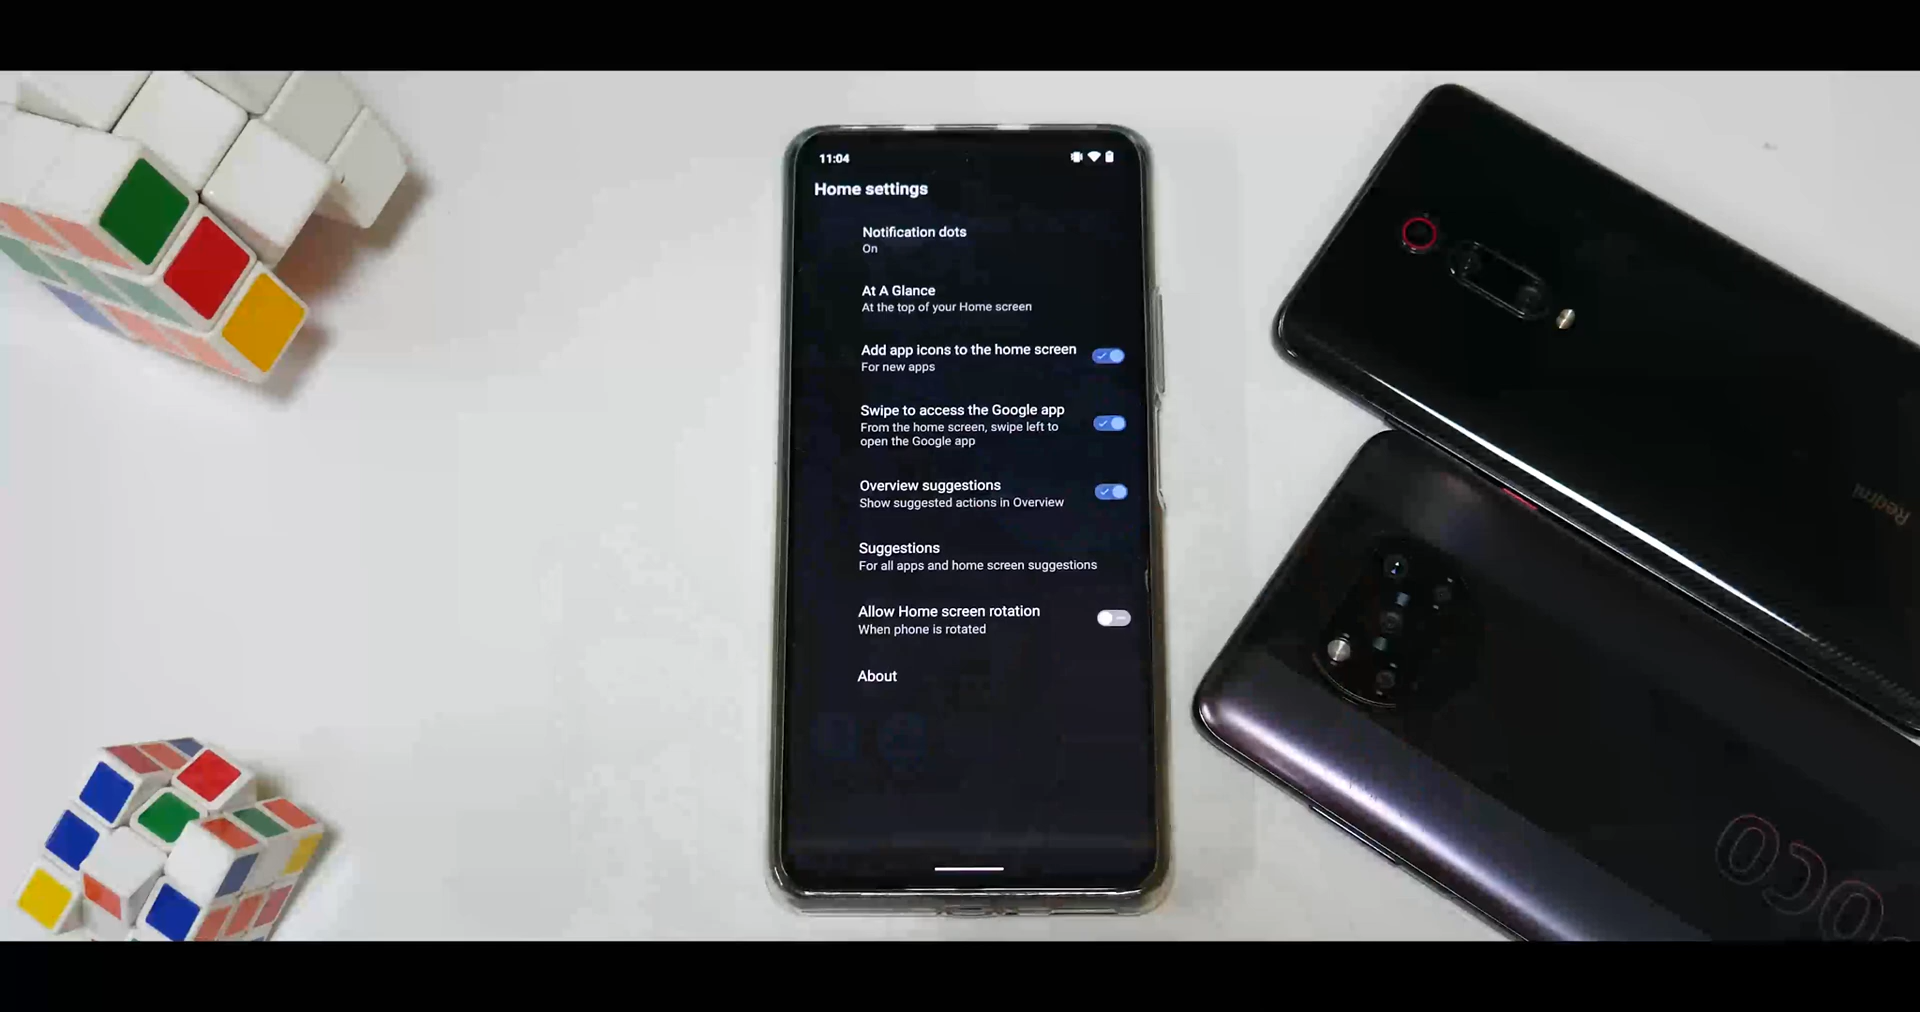 11:04
Home settings
Notification dots
On
At A Glance
At the top of your Home screen
Add app icons to the home screen
For new apps
Swipe to access the Google app
From the home screen, swipe left to
open the Google app
Overview suggestions
Show suggested actions in Overview
Suggestions
For all apps and home screen suggestions
Allow Home screen rotation
When phone is rotated
About
Redmi
OCO